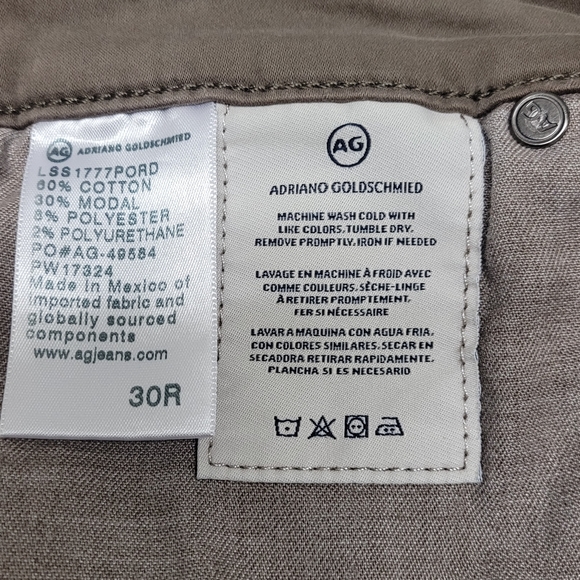 AG ADRIANO GOLDSCHMIED
LSS1777PORD
60% COTTON
30% MODAL
8% POLYESTER
2% POLYURETHANE
PO#AG-49584
PW17324
Made in Mexico of
imported fabric and
globally sourced
components
www.agjeans.com
30R
AG
ADRIANO GOLDSCHMIED
MACHINE WASH COLD WITH
LIKE COLORS. TUMBLE DRY.
REMOVE PROMPTLY. IRON IF NEEDED
LAVAGE EN MACHINE À FROID AVEC
COMME COULEURS. SÈCHE-LINGE
À RETIRER PROMPTEMENT.
FER SI NÉCESSAIRE
LAVAR A MAQUINA CON AGUA FRIA.
CON COLORES SIMILARES. SECAR EN
SECADORA RETIRAR RAPIDAMENTE.
PLANCHA SI ES NECESARIO
AG